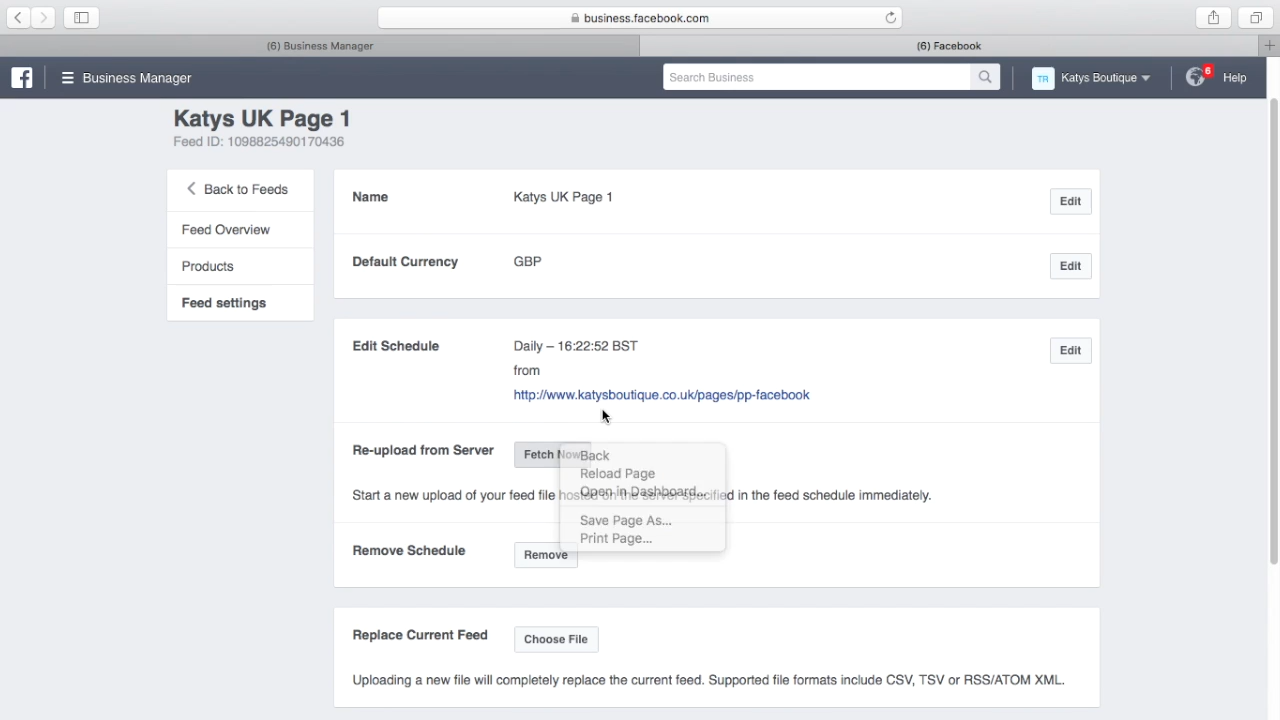 business.facebook.com
(6) Business Manager
(6) Facebook
Business Manager
Search Business
TR
Katys Boutique
6
Help
Katys UK Page 1
Feed ID: 1098825490170436
Back to Feeds
Feed Overview
Products
Feed settings
Name
Katys UK Page 1
Edit
Default Currency
GBP
Edit
Edit Schedule
Daily – 16:22:52 BST
from
http://www.katysboutique.co.uk/pages/pp-facebook
Edit
Re-upload from Server
Fetch Now
Start a new upload of your feed file hosted on the server specified in the feed schedule immediately.
Back
Reload Page
Open in Dashboard...
Save Page As...
Print Page...
Remove Schedule
Remove
Replace Current Feed
Choose File
Uploading a new file will completely replace the current feed. Supported file formats include CSV, TSV or RSS/ATOM XML.